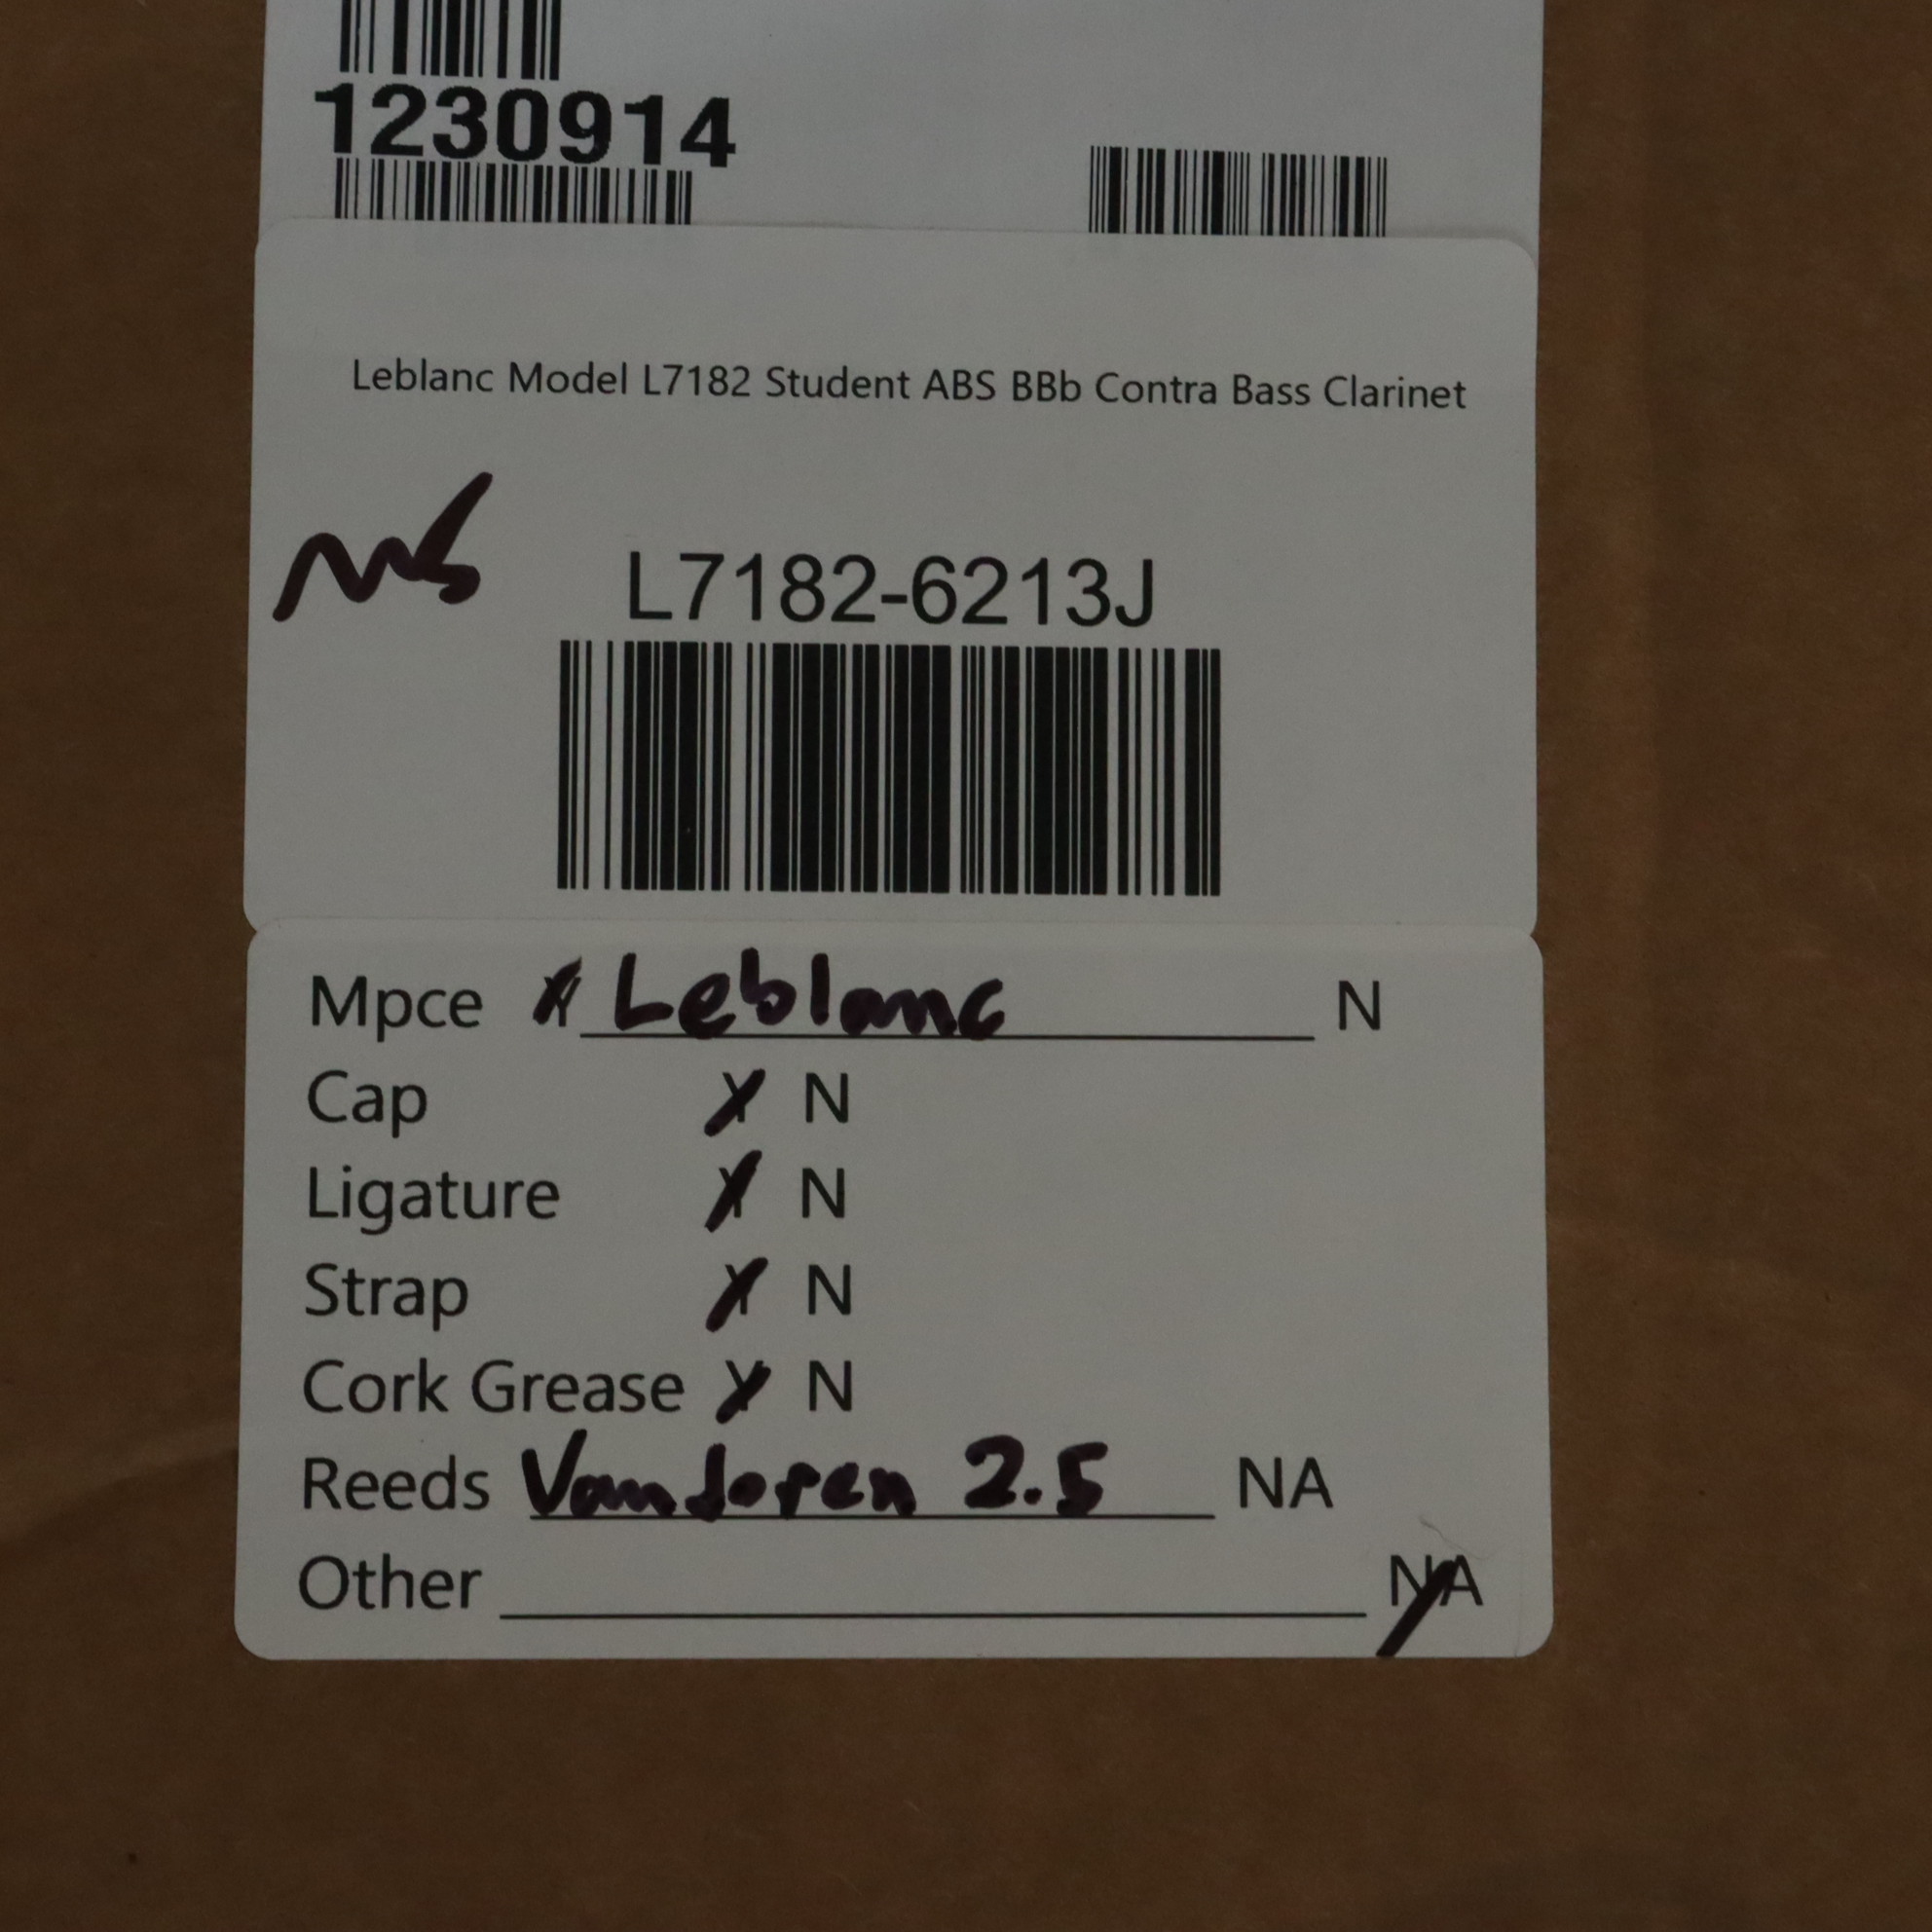 1230914
Leblanc Model L7182 Student ABS BBb Contra Bass Clarinet
L7182-6213J
Mpce Y Leblanc N
Cap Y N
Ligature Y N
Strap Y N
Cork Grease Y N
Reeds Vandoren 2.5 NA
Other NA